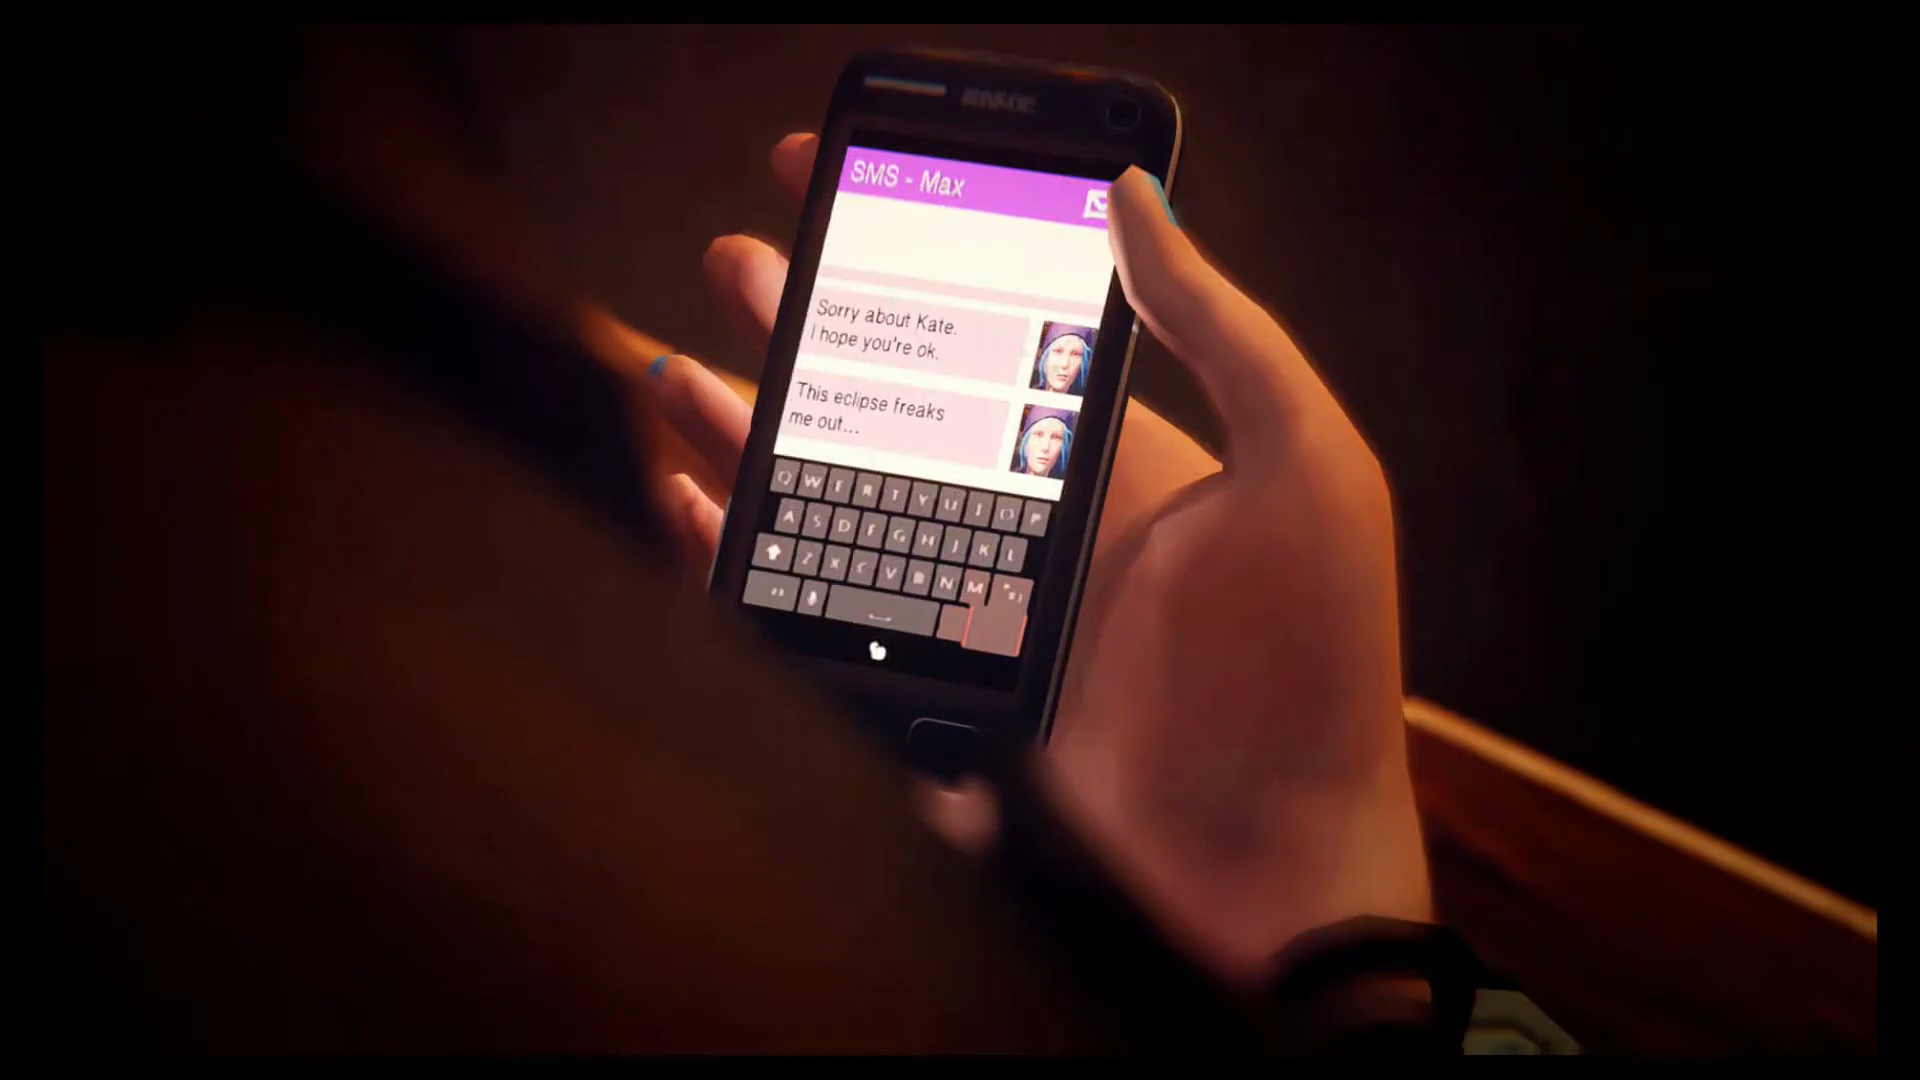 SMS - Max
Sorry about Kate.
I hope you're ok.
This eclipse freaks
me out...
Q W E R T Y U I O P
A S D F G H J K L
Z X C V B N M